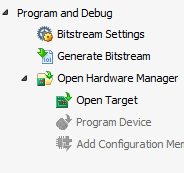 Program and Debug
Bitstream Settings
Generate Bitstream
Open Hardware Manager
Open Target
Program Device
Add Configuration Mem